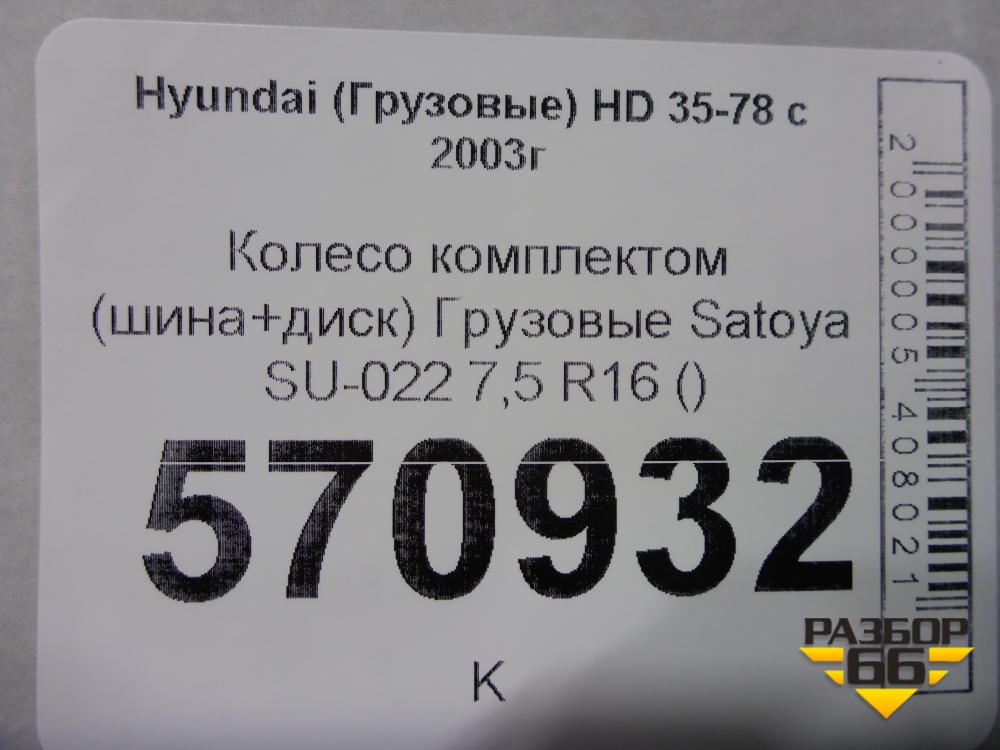 Hyundai (Грузовые) HD 35-78 с
2003г
Колесо комплектом
(шина+диск) Грузовые Satoya
SU-022 7,5 R16 ()
570932
К
2000005408021
РАЗБОР
66